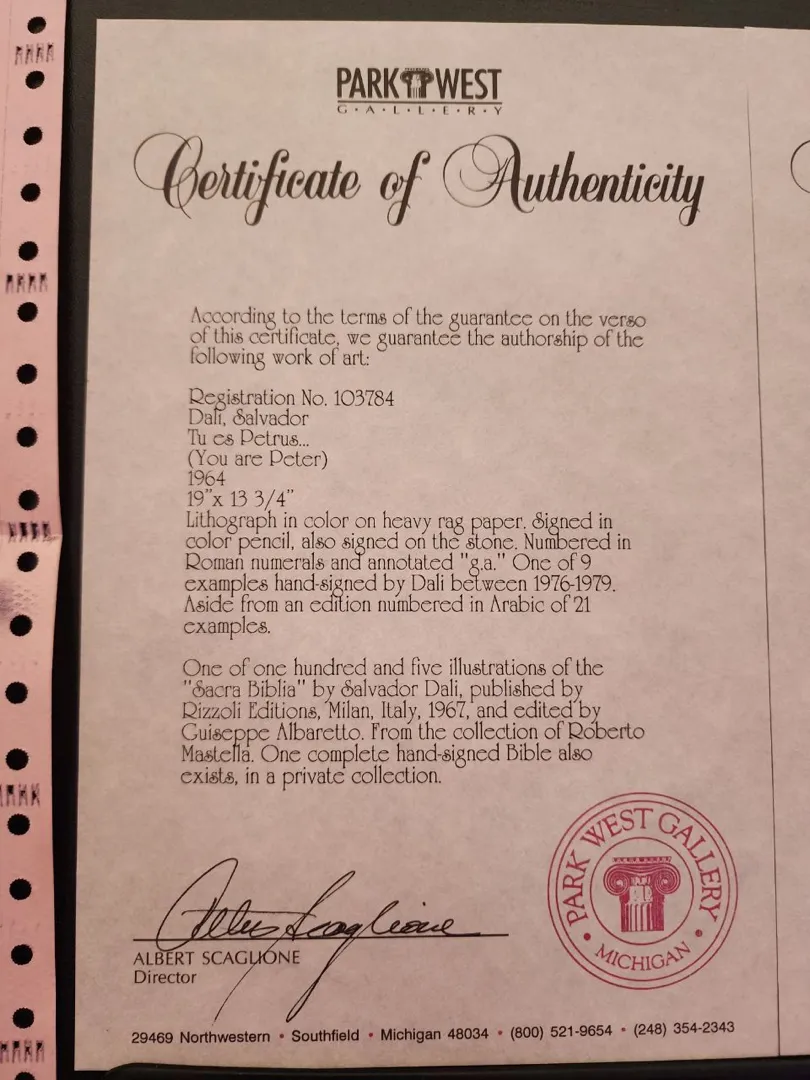 PARK WEST
G·A·L·L·E·R·Y
Certificate of Authenticity
According to the terms of the guarantee on the verso
of this certificate, we guarantee the authorship of the
following work of art:
Registration No. 103784
Dali, Salvador
Tu es Petrus...
(You are Peter)
1964
19"x 13 3/4"
Lithograph in color on heavy rag paper. Signed in
color pencil, also signed on the stone. Numbered in
Roman numerals and annotated "g.a." One of 9
examples hand-signed by Dali between 1976-1979.
Aside from an edition numbered in Arabic of 21
examples.
One of one hundred and five illustrations of the
"Sacra Biblia" by Salvador Dali, published by
Rizzoli Editions, Milan, Italy, 1967, and edited by
Guiseppe Albaretto. From the collection of Roberto
Mastella. One complete hand-signed Bible also
exists, in a private collection.
PARK WEST GALLERY
• MICHIGAN •
Albert Scaglione
ALBERT SCAGLIONE
Director
29469 Northwestern • Southfield • Michigan 48034 • (800) 521-9654 • (248) 354-2343